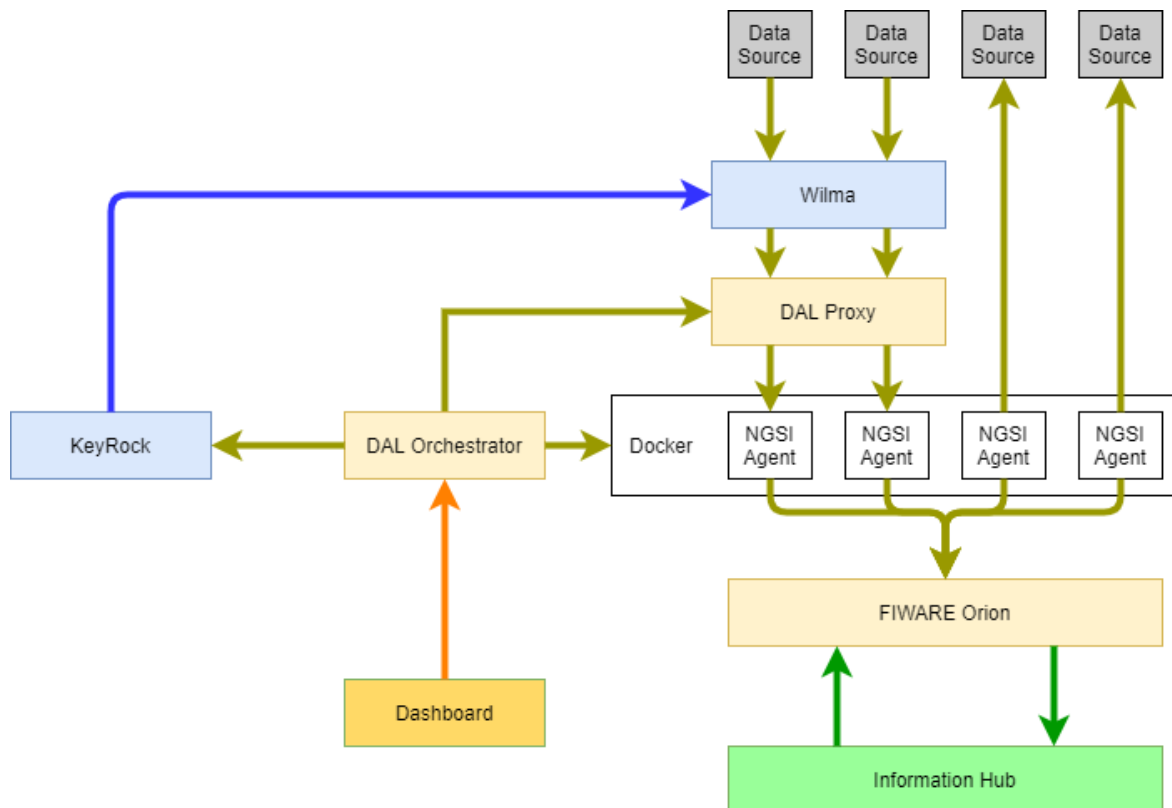 Data
Source
Data
Source
Data
Source
Data
Source
Wilma
DAL Proxy
KeyRock
DAL Orchestrator
Docker
NGSI
Agent
NGSI
Agent
NGSI
Agent
NGSI
Agent
FIWARE Orion
Dashboard
Information Hub